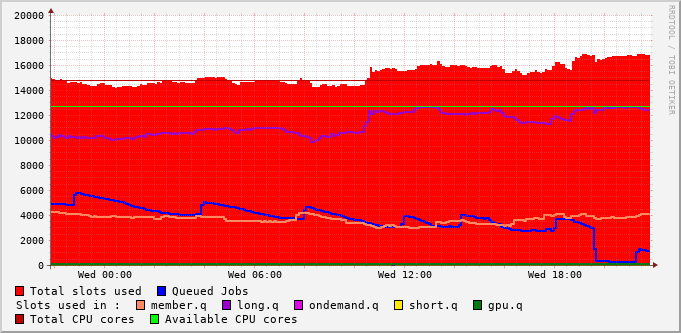 RRDTOOL / TOBI OETIKER
20000
18000
16000
14000
12000
10000
8000
6000
4000
2000
0
Wed 00:00 Wed 06:00 Wed 12:00 Wed 18:00
Total slots used Queued Jobs
Slots used in : member.q long.q ondemand.q short.q gpu.q
Total CPU cores Available CPU cores